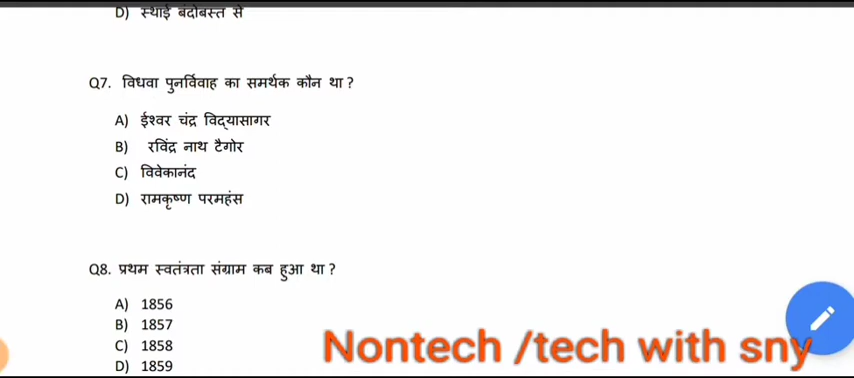 D) स्थाई बंदोबस्त से
Q7. विधवा पुनर्विवाह का समर्थक कौन था ?
A) ईश्वर चंद्र विद्यासागर
B) रविंद्र नाथ टैगोर
C) विवेकानंद
D) रामकृष्ण परमहंस
Q8. प्रथम स्वतंत्रता संग्राम कब हुआ था ?
A) 1856
B) 1857
C) 1858
D) 1859
Nontech /tech with sny